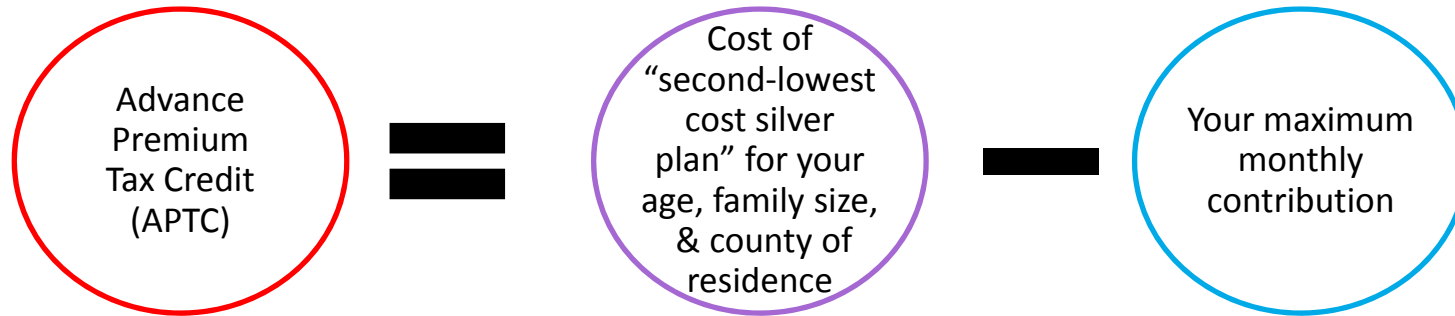 Advance
Premium
Tax Credit
(APTC)
Cost of
“second-lowest
cost silver
plan” for your
age, family size,
& county of
residence
Your maximum
monthly
contribution